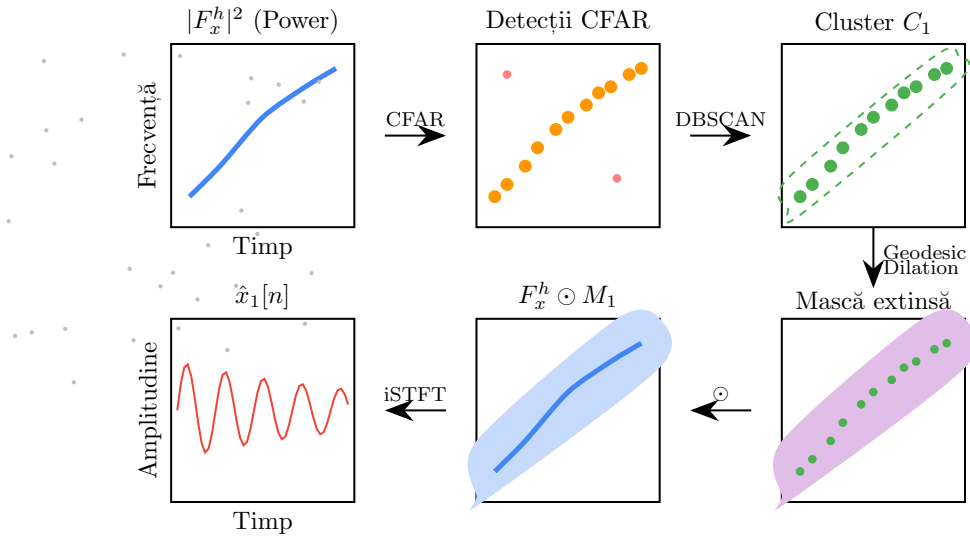 |F_x^h|^2 (Power)
Detecții CFAR
Cluster C_1
Frecvență
CFAR
DBSCAN
Timp
Geodesic
Dilation
x̂_1[n]
F_x^h ⊙ M_1
Mască extinsă
Amplitudine
iSTFT
⊙
Timp